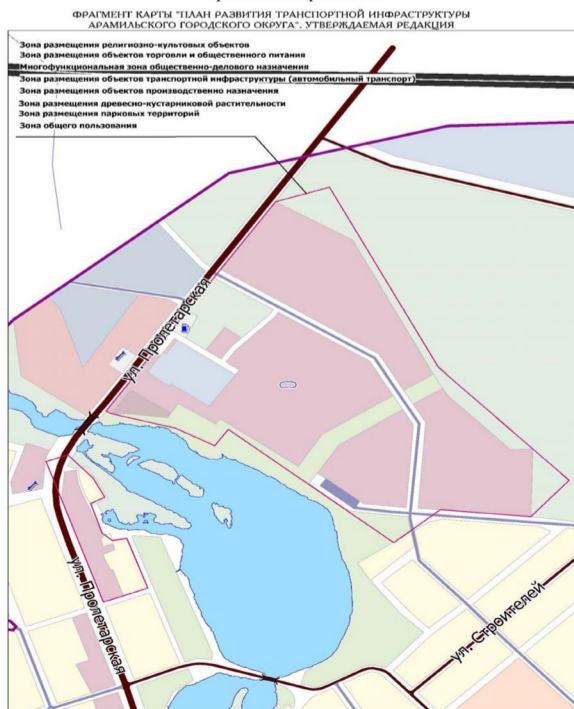 ФРАГМЕНТ КАРТЫ "ПЛАН РАЗВИТИЯ ТРАНСПОРТНОЙ ИНФРАСТРУКТУРЫ
АРАМИЛЬСКОГО ГОРОДСКОГО ОКРУГА". УТВЕРЖДАЕМАЯ РЕДАКЦИЯ
Зона размещения религиозно-культовых объектов
Зона размещения объектов торговли и общественного питания
Многофункциональная зона общественно-делового назначения
Зона размещения объектов транспортной инфраструктуры (автомобильный транспорт)
Зона размещения объектов производственно назначения
Зона размещения древесно-кустарниковой растительности
Зона размещения парковых территорий
Зона общего пользования
ул. Пролетарская
ул. Пролетарская
ул. Строителей